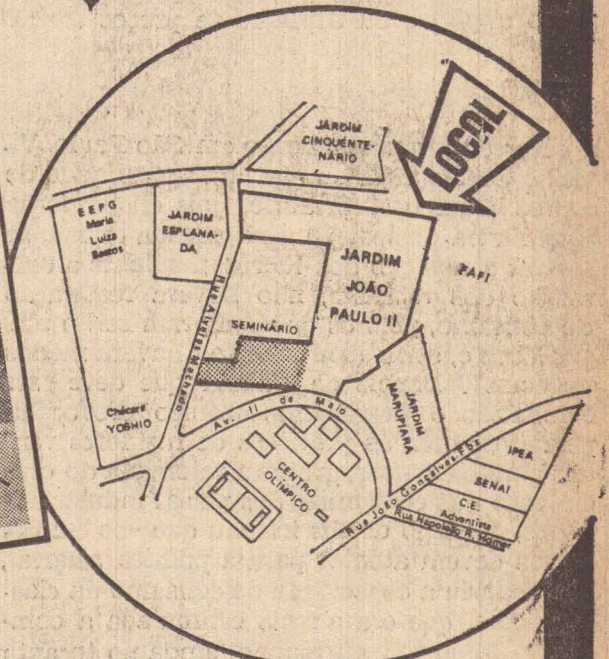 LOCAL
JARDIM
CINQUENTE-
NÁRIO
EEPG
Maria
Luiza
Bastos
JARDIM
ESPLANA-
DA
JARDIM
JOÃO
PAULO II
FAFI
SEMINÁRIO
Rua Alvares Machado
Chácara
YOSHIO
Av. 11 de Maio
JARDIM
MARUPIARA
CENTRO
OLÍMPICO
Rua João Gonçalves Foz
IPEA
SENAI
C.E.
Adventista
Rua Napoleão R. Homer